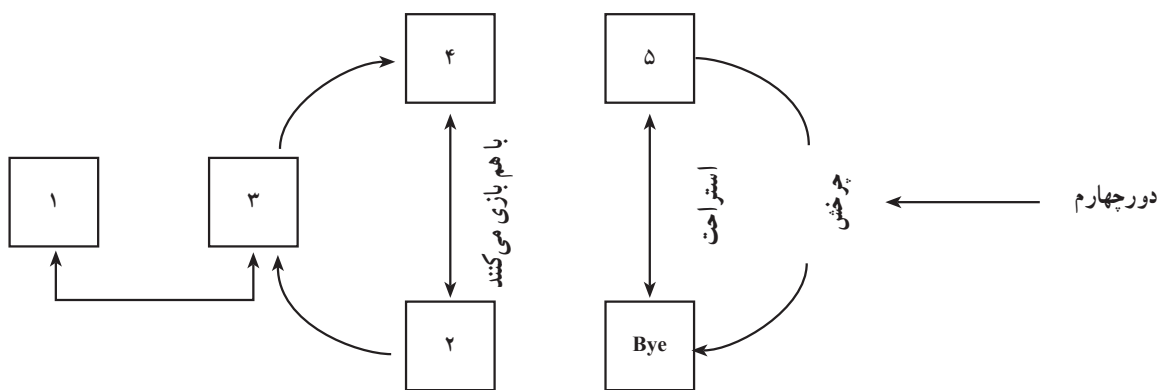 ۴
۵
با هم بازی می‌کنند
استراحت
چرخش
دورچهارم
۱
۳
۲
Bye